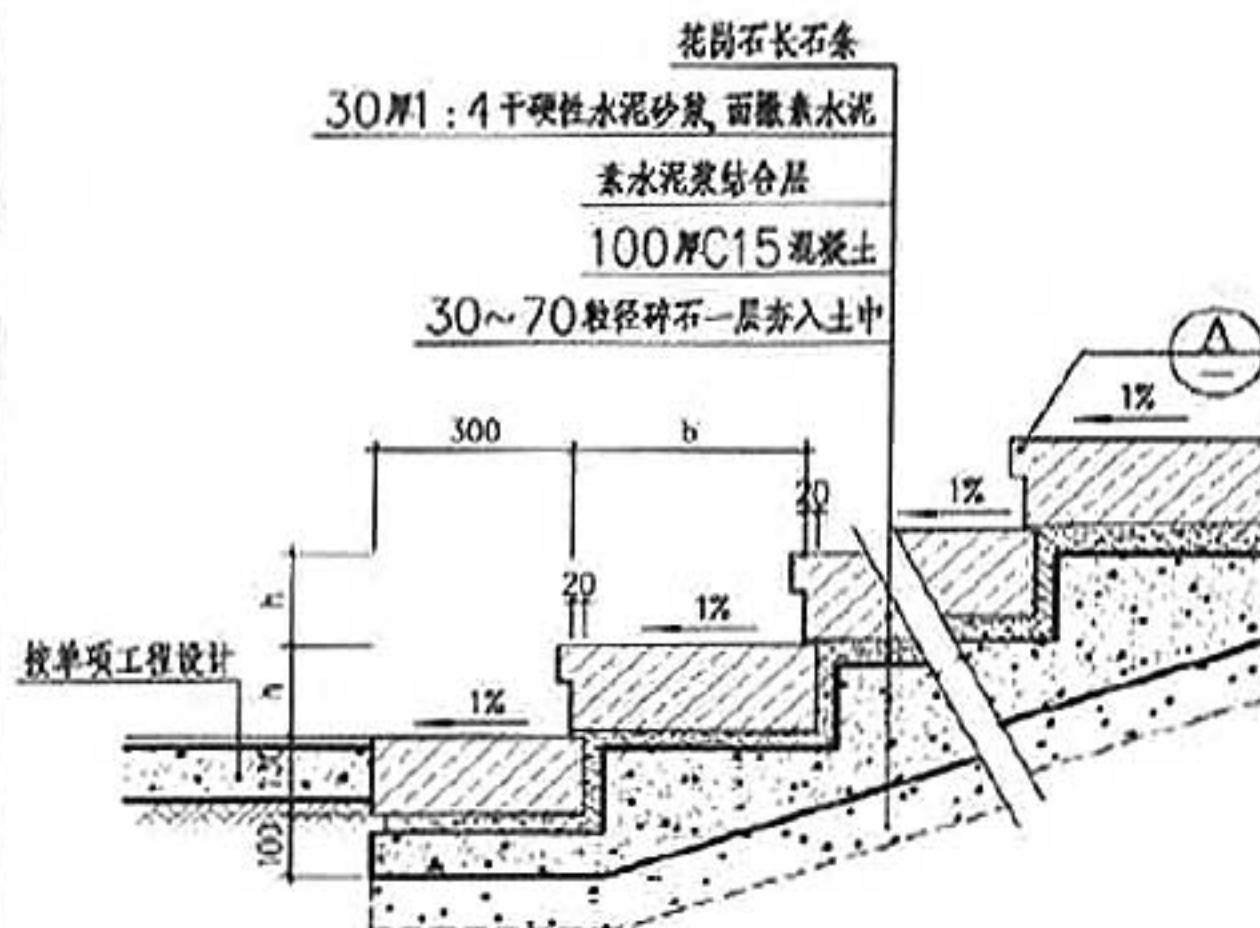 花岗石长石条
30厚1:4干硬性水泥砂浆,面撒素水泥
素水泥浆结合层
100厚C15混凝土
30~70粒径碎石一层夯入土中
A
1%
300
b
20
1%
h
20
1%
按单项工程设计
h
1%
100